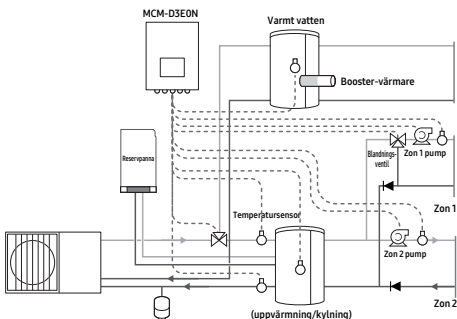 MCM-D3E0N
Varmt vatten
Booster-värmare
Reservpanna
Blandnings-
ventil
Zon 1 pump
Zon 1
Temperatursensor
Zon 2 pump
Zon 2
(uppvärmning/kylning)